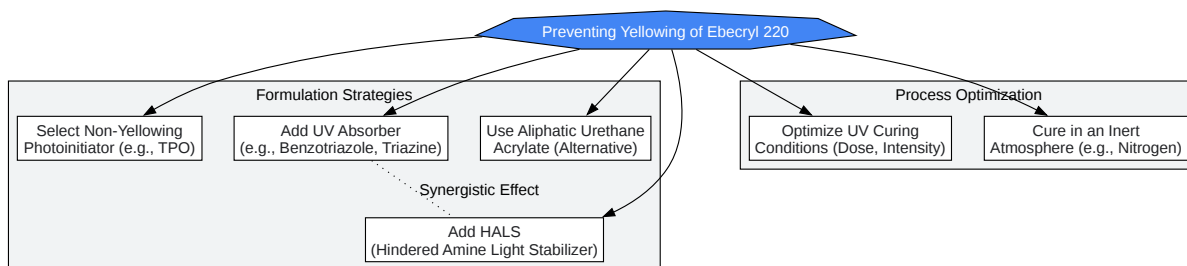 Preventing Yellowing of Ebecryl 220
Formulation Strategies
Select Non-Yellowing
Photoinitiator (e.g., TPO)
Add UV Absorber
(e.g., Benzotriazole, Triazine)
Use Aliphatic Urethane
Acrylate (Alternative)
Synergistic Effect
Add HALS
(Hindered Amine Light Stabilizer)
Process Optimization
Optimize UV Curing
Conditions (Dose, Intensity)
Cure in an Inert
Atmosphere (e.g., Nitrogen)